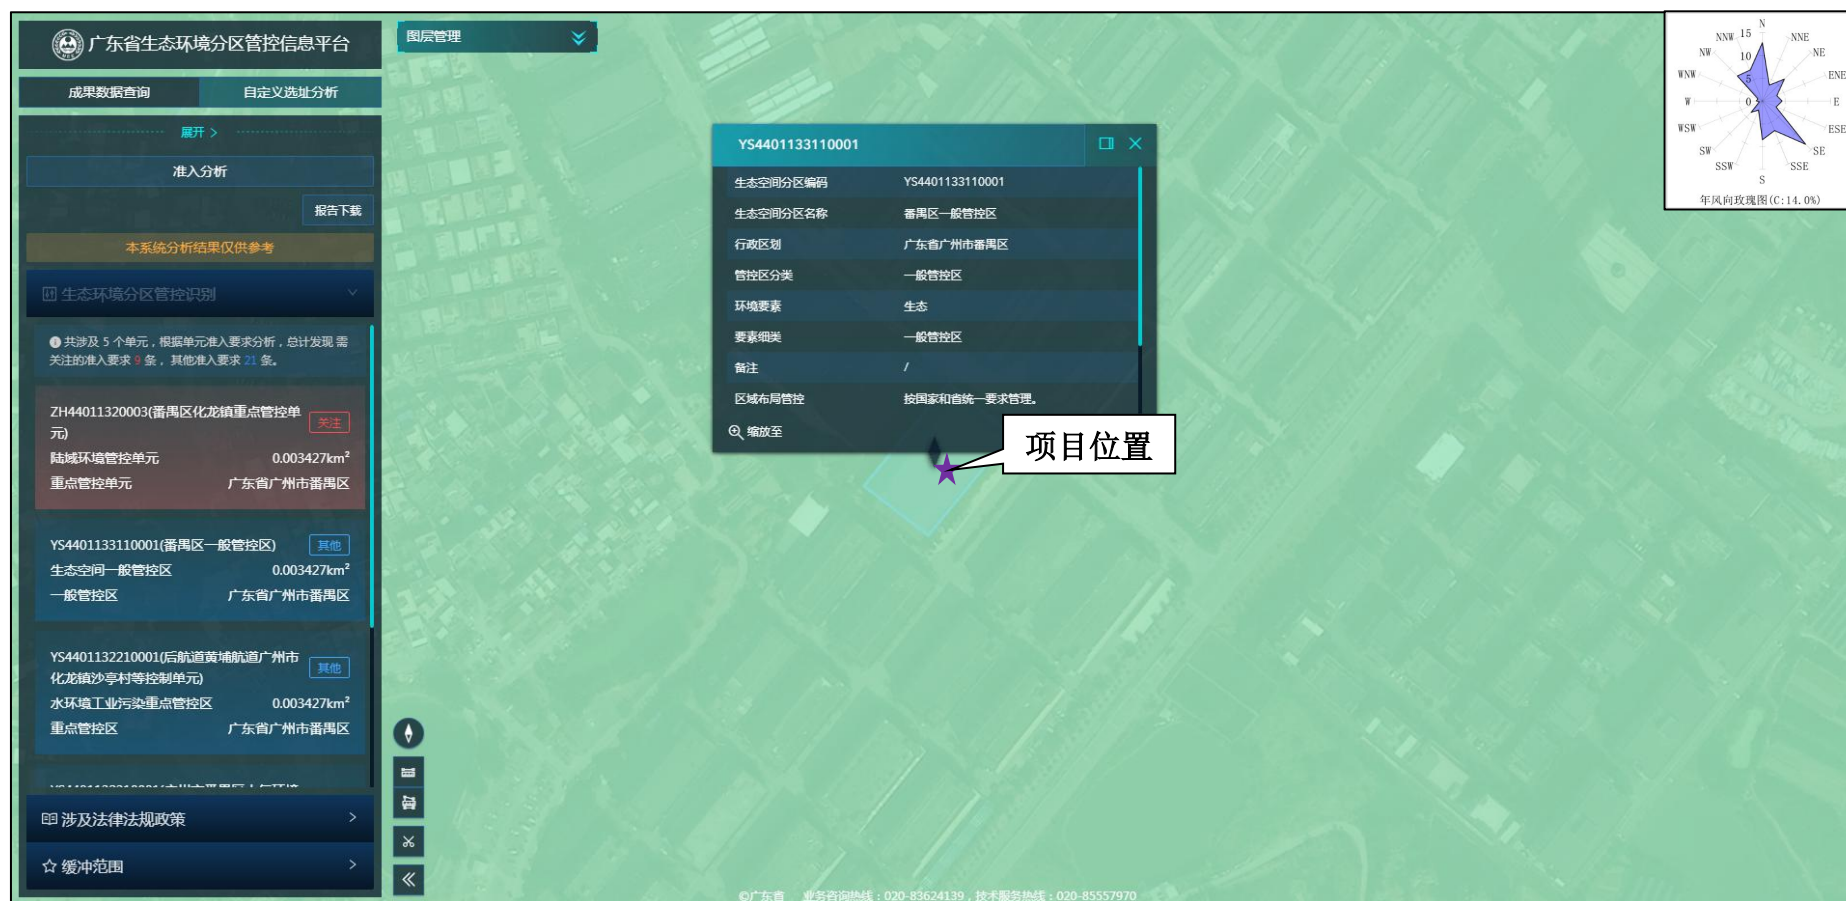 广东省生态环境分区管控信息平台
成果数据查询
自定义选址分析
展开 >
准入分析
报告下载
本系统分析结果仅供参考
生态环境分区管控识别
共涉及 5 个单元，根据单元准入要求分析，总计发现 需
关注的准入要求 9 条， 其他准入要求 21 条。
ZH44011320003(番禺区化龙镇重点管控单
元)
关注
陆域环境管控单元 0.003427km²
重点管控单元 广东省广州市番禺区
YS4401133110001(番禺区一般管控区)
其他
生态空间一般管控区 0.003427km²
一般管控区 广东省广州市番禺区
YS4401132210001(后航道黄埔航道广州市
化龙镇沙亭村等控制单元)
其他
水环境工业污染重点管控区 0.003427km²
重点管控区 广东省广州市番禺区
涉及法律法规政策 >
缓冲范围 >
图层管理
YS4401133110001
生态空间分区编码 YS4401133110001
生态空间分区名称 番禺区一般管控区
行政区划 广东省广州市番禺区
管控区分类 一般管控区
环境要素 生态
要素细类 一般管控区
备注 /
区域布局管控 按国家和省统一要求管理。
缩放至
项目位置
N
NNW 15 NNE
NW 10 NE
WNW 5 ENE
W 0 E
WSW ESE
SW SE
SSW SSE
S
年风向玫瑰图(C:14.0%)
©广东省 业务咨询热线：020-83624139，技术服务热线：020-85557970